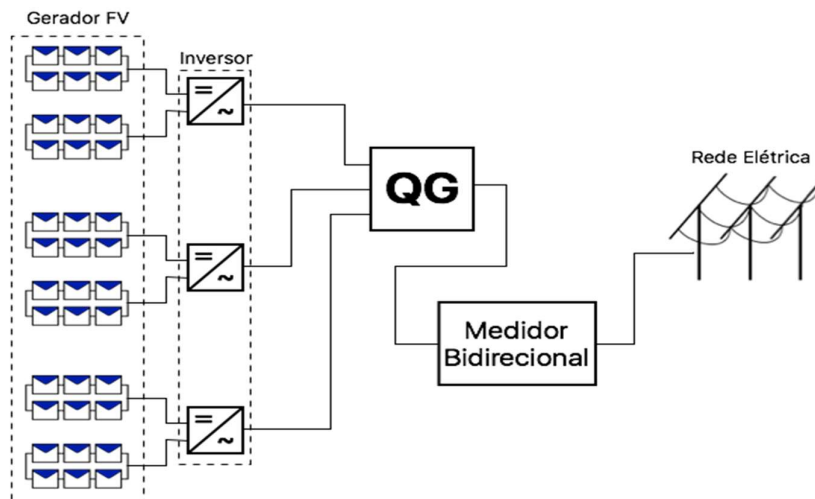 Gerador FV
Inversor
=
~
QG
Rede Elétrica
=
~
Medidor
Bidirecional
=
~